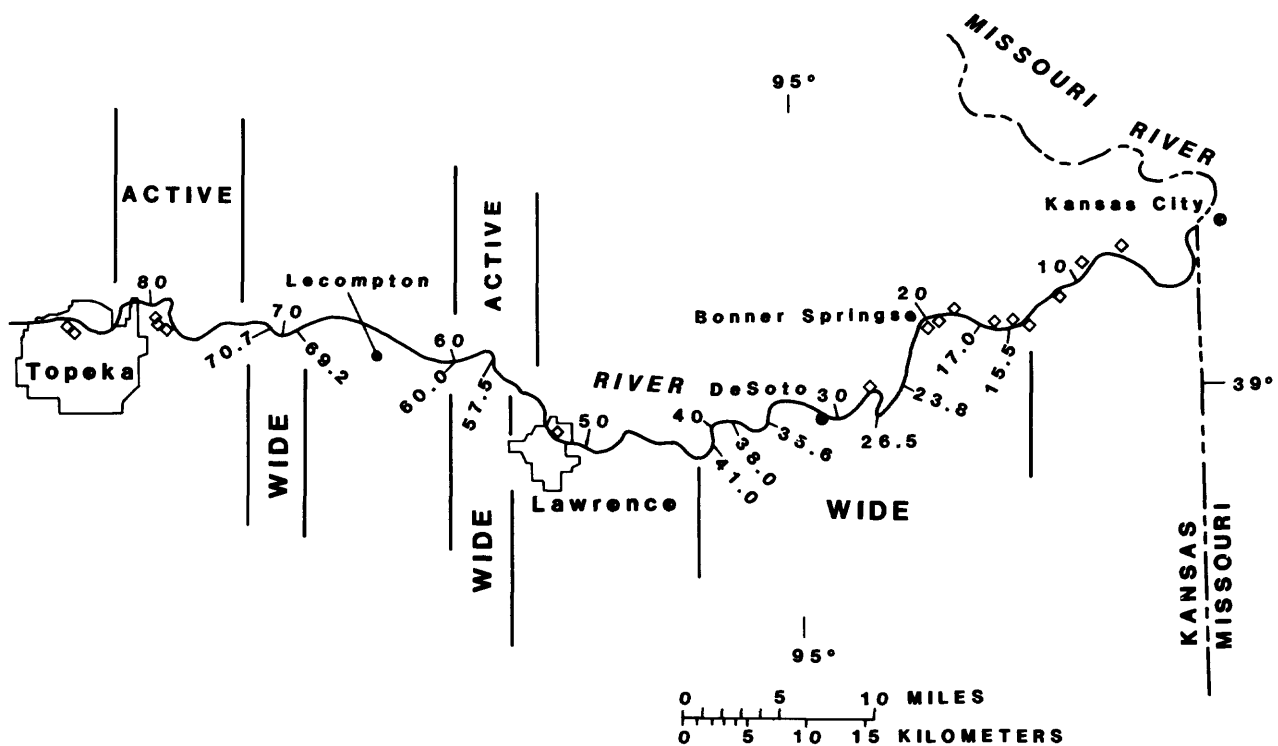 MISSOURI
RIVER
95°
ACTIVE
ACTIVE
Kansas City
80
Lecompton
10
20
70
Bonner Springs
70.7
69.2
60
17.0
15.5
60.0
57.5
RIVER
DeSoto
30
39°
23.8
40
50
26.5
35.6
38.0
41.0
Topeka
WIDE
Lawrence
WIDE
WIDE
KANSAS
MISSOURI
95°
0 5 10 MILES
0 5 10 15 KILOMETERS